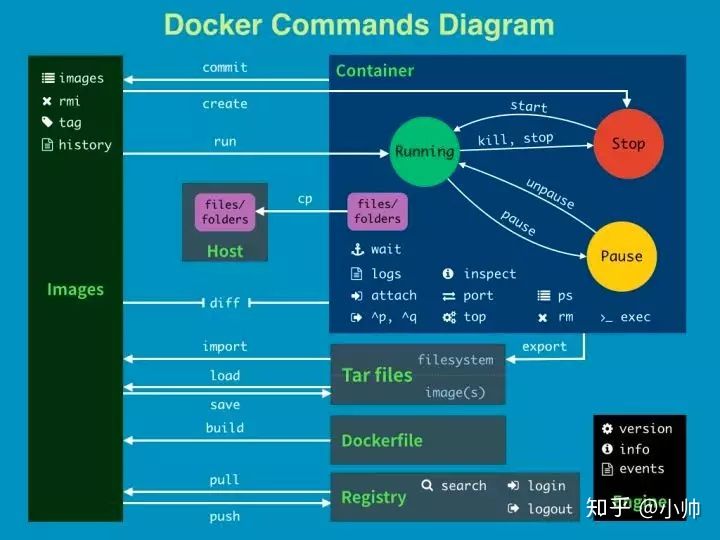 Docker Commands Diagram
images
rmi
tag
history
Images
commit
create
run
Container
start
kill, stop
Running
Stop
unpause
pause
Pause
files/
folders
cp
files/
folders
Host
wait
logs
inspect
attach
port
ps
^p, ^q
top
rm
>_ exec
diff
import
export
filesystem
load
Tar files
save
image(s)
build
Dockerfile
version
info
events
Engine
pull
push
Registry
search
login
logout
知乎 @小帅